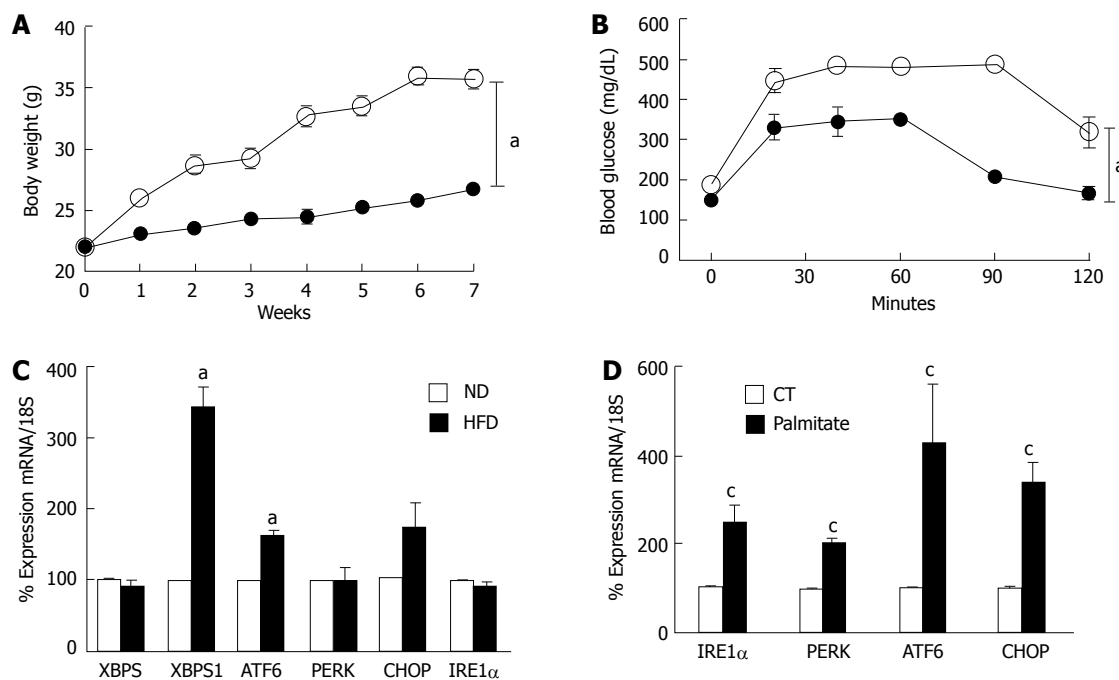 A
Body weight (g)
40
35
30
25
20
0 1 2 3 4 5 6 7
Weeks
a
B
Blood glucose (mg/dL)
600
500
400
300
200
100
0
0 30 60 90 120
Minutes
a
C
% Expression mRNA/18S
400
300
200
100
0
a
a
ND
HFD
XBPS XBPS1 ATF6 PERK CHOP IRE1α
D
% Expression mRNA/18S
600
400
200
0
CT
Palmitate
c
c
c
c
IRE1α PERK ATF6 CHOP